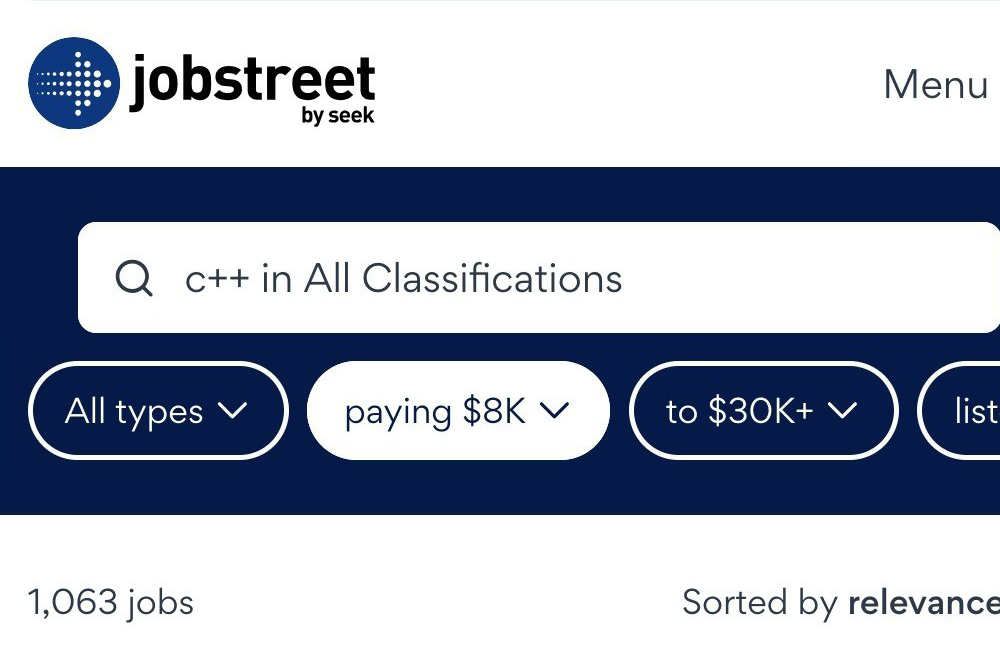 jobstreet
by seek
Menu
c++ in All Classifications
All types
paying $8K
to $30K+
list
1,063 jobs
Sorted by relevance